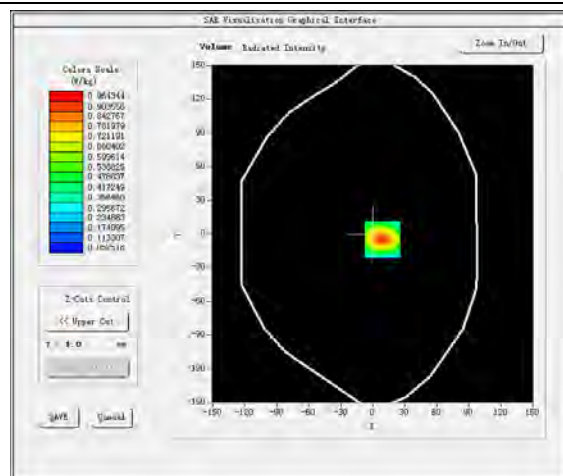 SAR Visualisation Graphical Interface
Volume Radiated Intensity
Zoom In/Out
Colors Scale
(W/kg)
0.964344
0.903556
0.842767
0.781979
0.721191
0.660402
0.599614
0.538825
0.478037
0.417249
0.356460
0.295672
0.234883
0.174095
0.113307
Z-Cuts Control
<< Upper Cut
SAVE
150
120
90
60
30
0
-30
-60
-90
-120
-150
-150 -120 -90 -60 -30 0 30 60 90 120 150
X